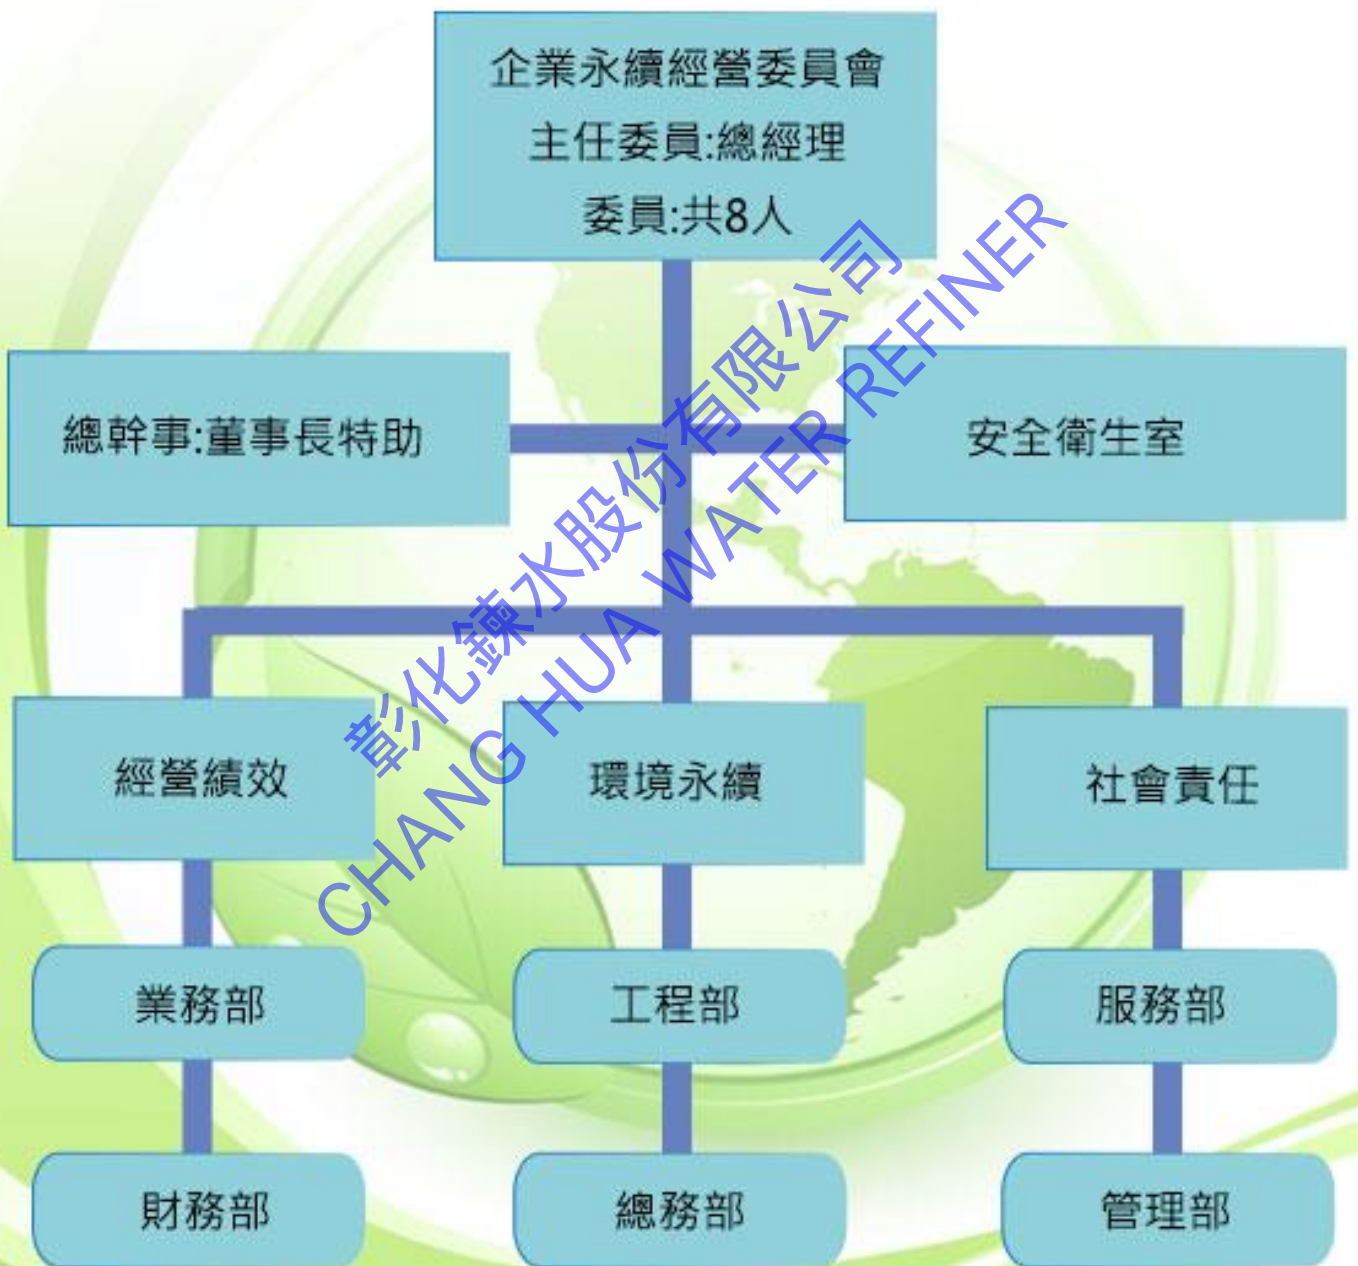 企業永續經營委員會
主任委員:總經理
委員:共8人
總幹事:董事長特助
安全衛生室
彰化鍊水股份有限公司
CHANG HUA WATER REFINER
經營績效
環境永續
社會責任
業務部
工程部
服務部
財務部
總務部
管理部